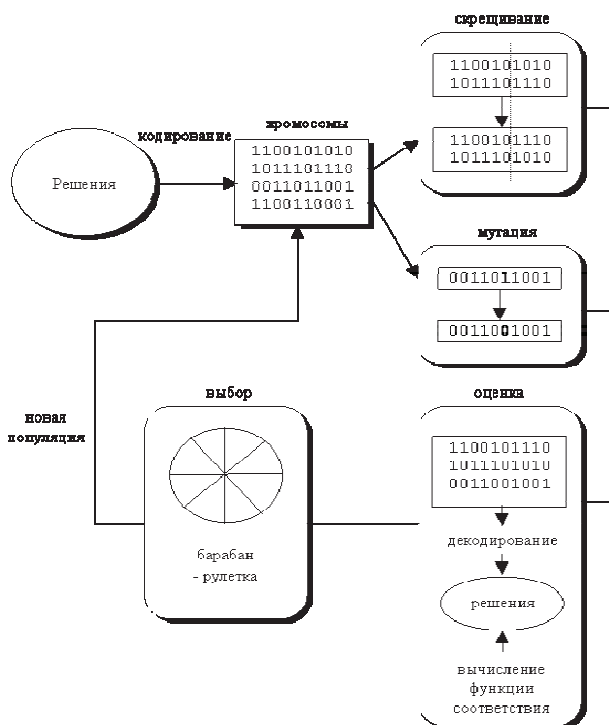 скрещивание
1100101010
1011101110
1100101110
1011101010
хромосомы
кодирование
1100101010
1011101110
0011011001
1100110001
Решения
мутация
0011011001
0011001001
выбор
оценка
новая
популяция
барабан
- рулетка
1100101110
1011101010
0011001001
декодирование
решения
вычисление
функции
соответствия